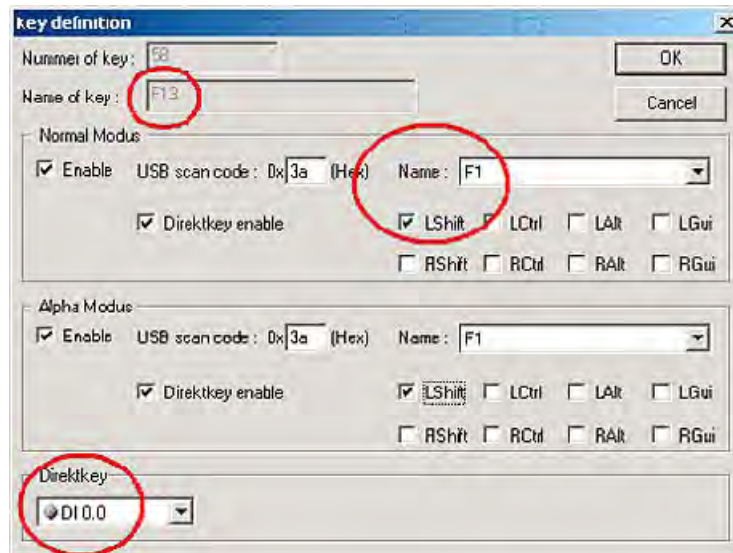 key definition
Nummer of key : 58
OK
Name of key : F13
Cancel
Normal Modus
Enable USB scan code : 0x 3a (Hex) Name : F1
Direktkey enable LShift LCtrl LAlt LGui
RShift RCtrl RAlt RGui
Alpha Modus
Enable USB scan code : 0x 3a (Hex) Name : F1
Direktkey enable LShift LCtrl LAlt LGui
RShift RCtrl RAlt RGui
Direktkey
DI 0.0